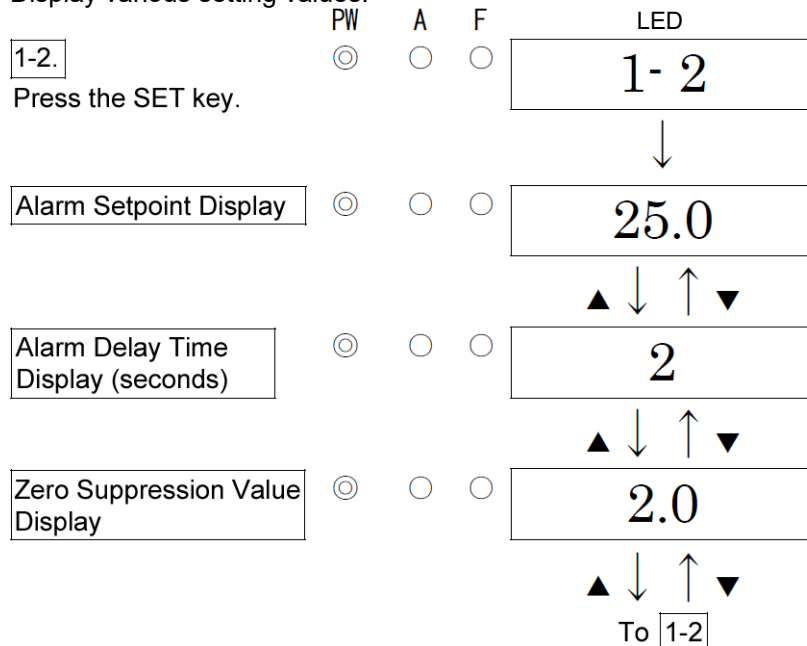 Display various setting values.
PW A F LED
1-2. ◎ ○ ○ 1- 2
Press the SET key.
↓
Alarm Setpoint Display ◎ ○ ○ 25.0
▲ ↓ ↑ ▼
Alarm Delay Time ◎ ○ ○ 2
Display (seconds)
▲ ↓ ↑ ▼
Zero Suppression Value ◎ ○ ○ 2.0
Display
▲ ↓ ↑ ▼
To 1-2